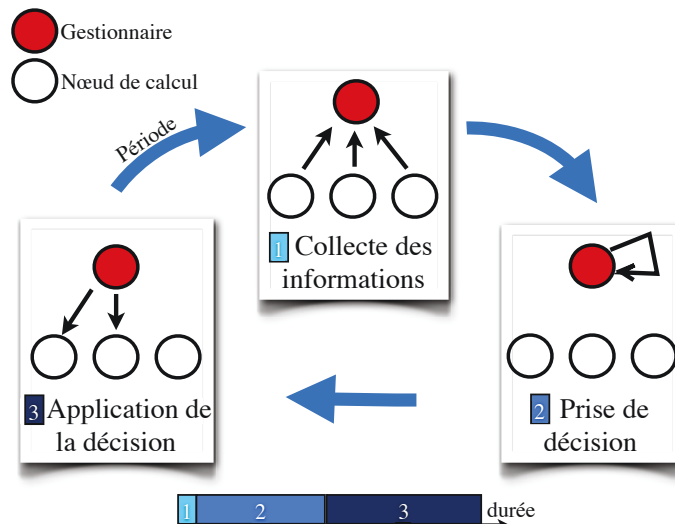 Gestionnaire
Nœud de calcul
Période
1 Collecte des
informations
3 Application de
la décision
2 Prise de
décision
1 2 3 durée